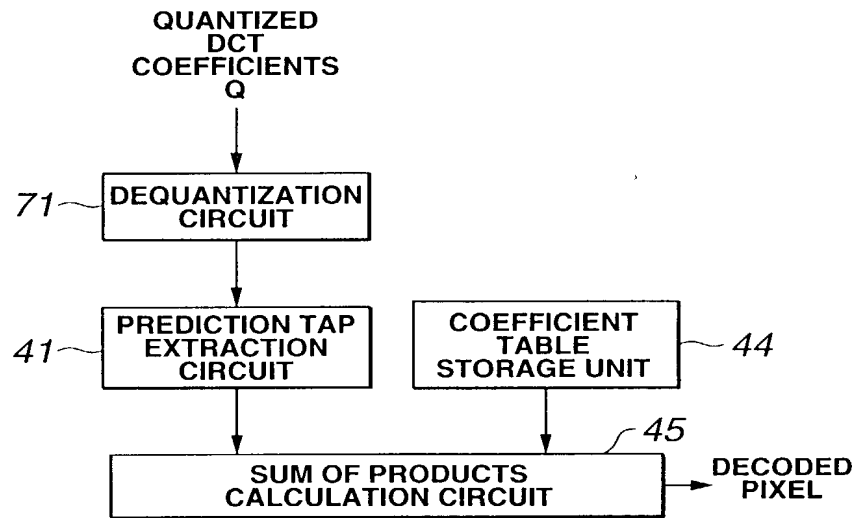 QUANTIZED
DCT
COEFFICIENTS
Q
71
DEQUANTIZATION
CIRCUIT
41
PREDICTION TAP
EXTRACTION
CIRCUIT
COEFFICIENT
TABLE
STORAGE UNIT
44
45
SUM OF PRODUCTS
CALCULATION CIRCUIT
DECODED
PIXEL